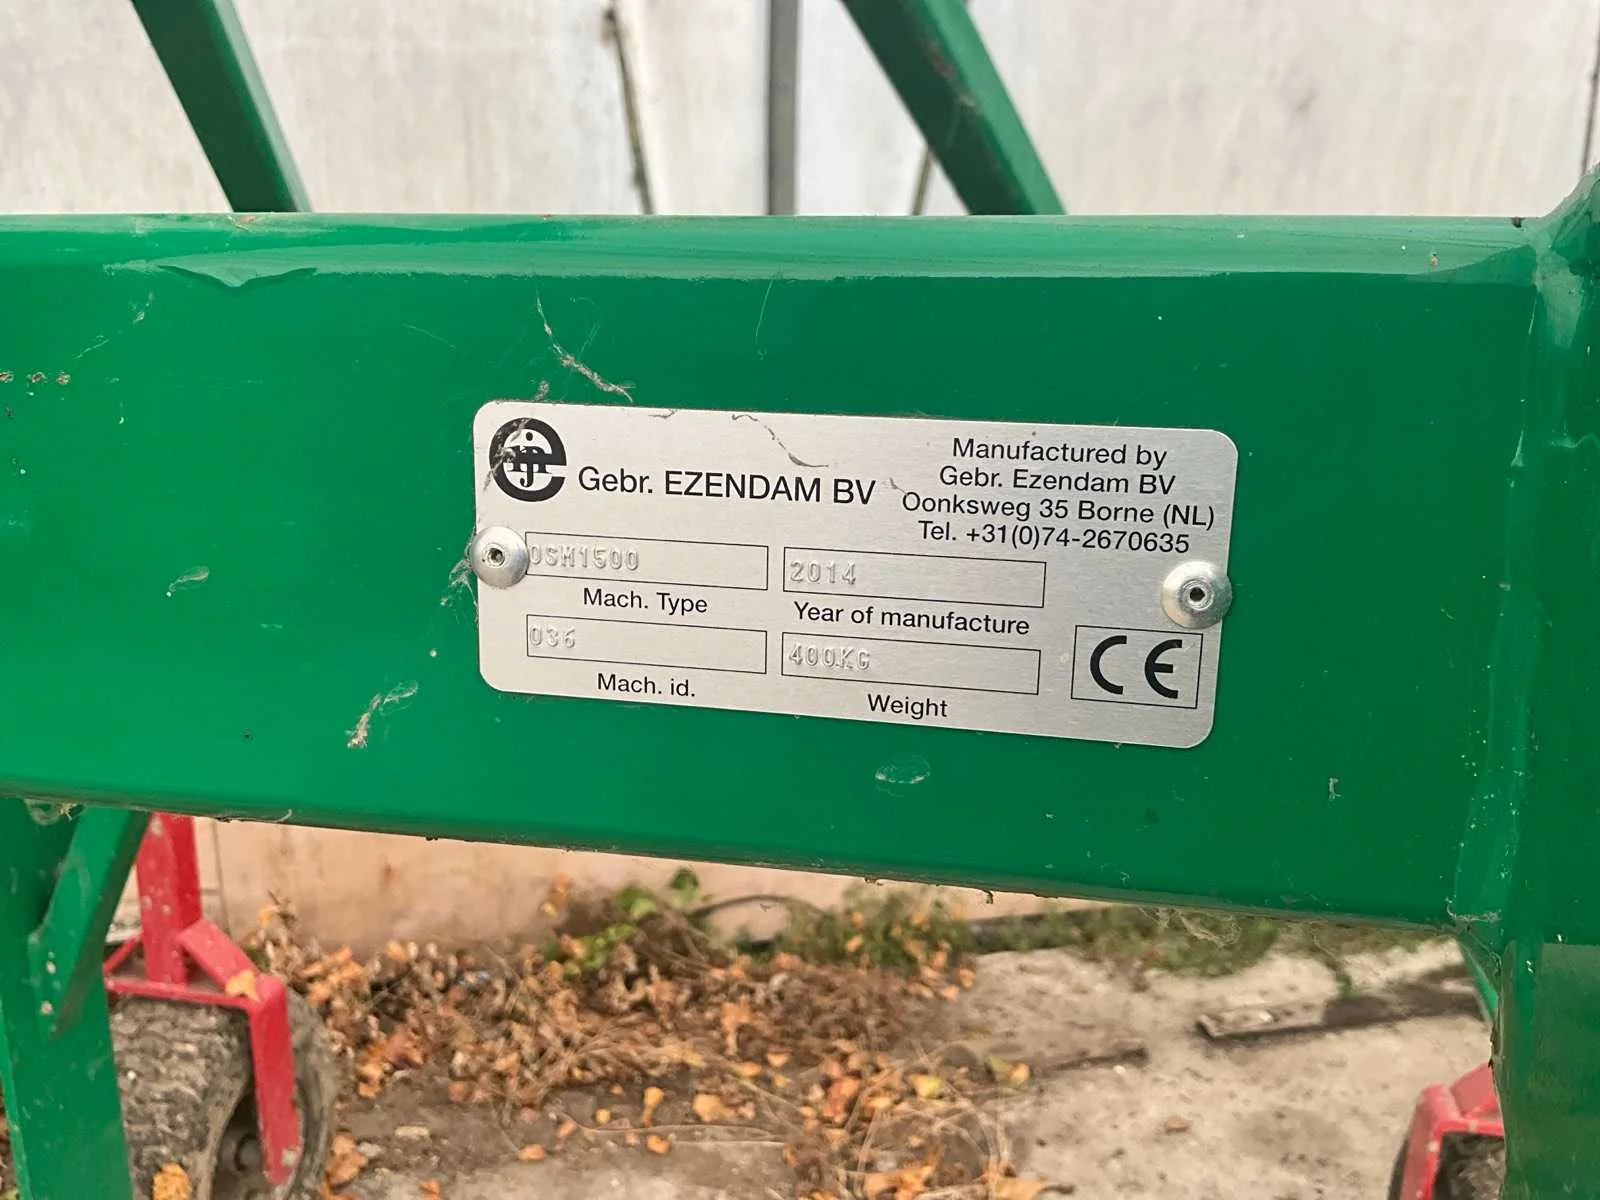 Gebr. EZENDAM BV
Manufactured by
Gebr. Ezendam BV
Oonksweg 35 Borne (NL)
Tel. +31(0)74-2670635
OSM1500
Mach. Type
2014
Year of manufacture
036
Mach. id.
400KG
Weight
CE